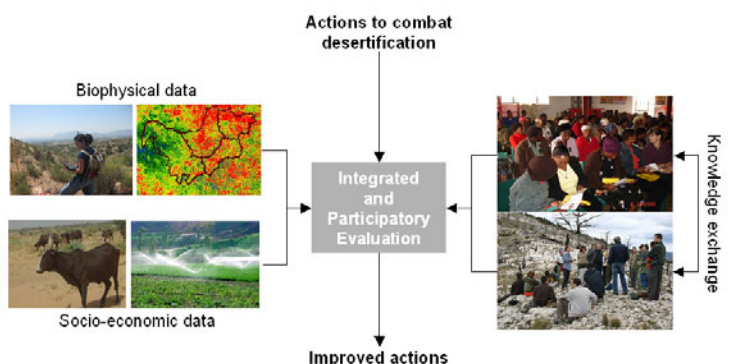 Actions to combat
desertification
Biophysical data
Integrated
and
Participatory
Evaluation
Knowledge exchange
Socio-economic data
Improved actions